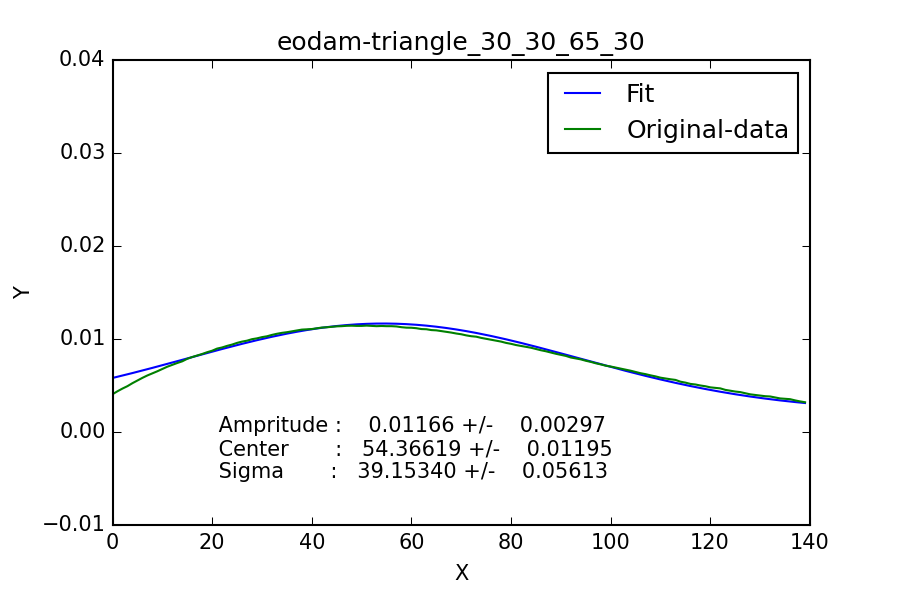 eodam-triangle_30_30_65_30
0.04
0.03
0.02
0.01
0.00
−0.01
Y
Fit
Original-data
Ampritude : 0.01166 +/- 0.00297
Center : 54.36619 +/- 0.01195
Sigma : 39.15340 +/- 0.05613
0 20 40 60 80 100 120 140
X